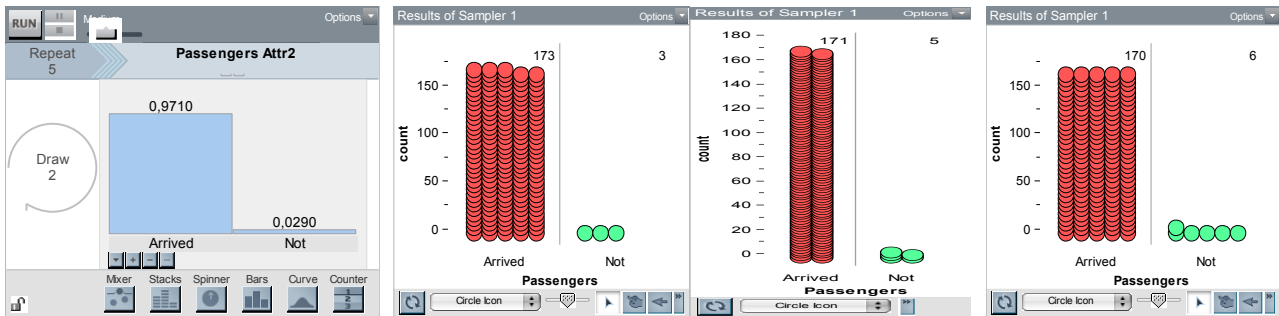 RUN
Medium
Options
Repeat
5
Passengers Attr2
Draw
2
0,9710
0,0290
Arrived
Not
Mixer
Stacks
Spinner
Bars
Curve
Counter
1
2
3
Results of Sampler 1
Options
173
3
150
100
50
0
count
Arrived
Not
Passengers
Circle Icon
Results of Sampler 1
Options
180
171
5
160
140
120
100
80
60
40
20
0
count
Arrived
Not
Passengers
Circle Icon
Results of Sampler 1
Options
170
6
150
100
50
0
count
Arrived
Not
Passengers
Circle Icon